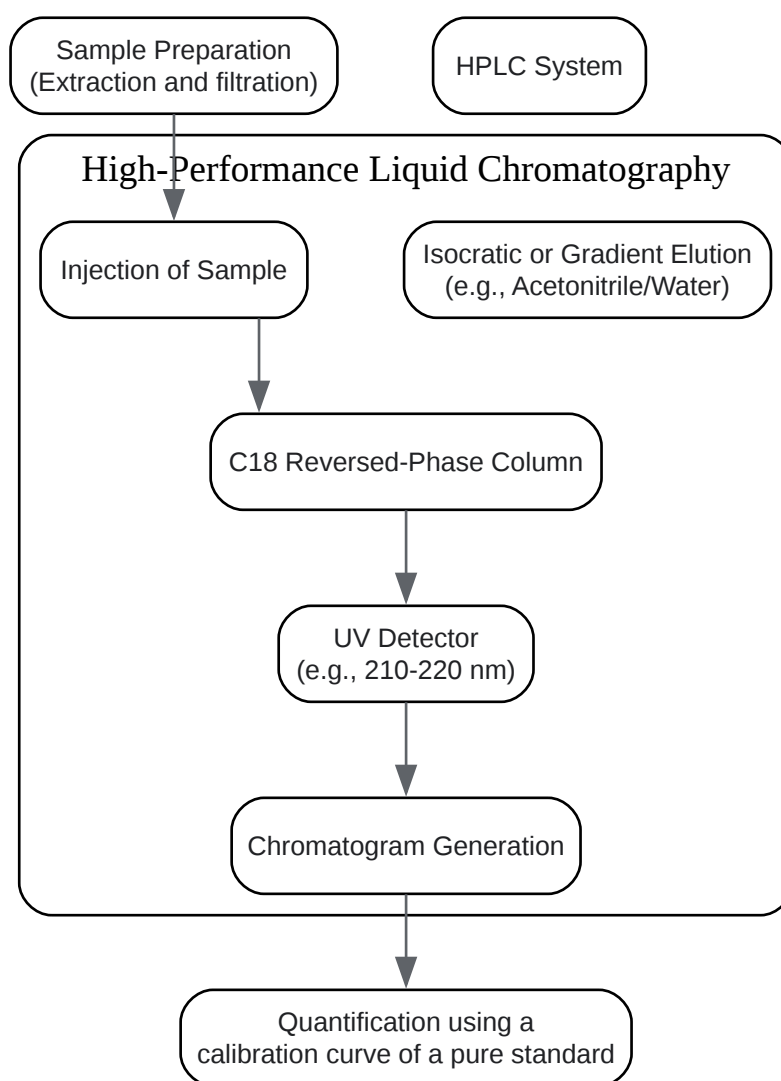 Sample Preparation
(Extraction and filtration)
HPLC System
High-Performance Liquid Chromatography
Injection of Sample
Isocratic or Gradient Elution
(e.g., Acetonitrile/Water)
C18 Reversed-Phase Column
UV Detector
(e.g., 210-220 nm)
Chromatogram Generation
Quantification using a
calibration curve of a pure standard